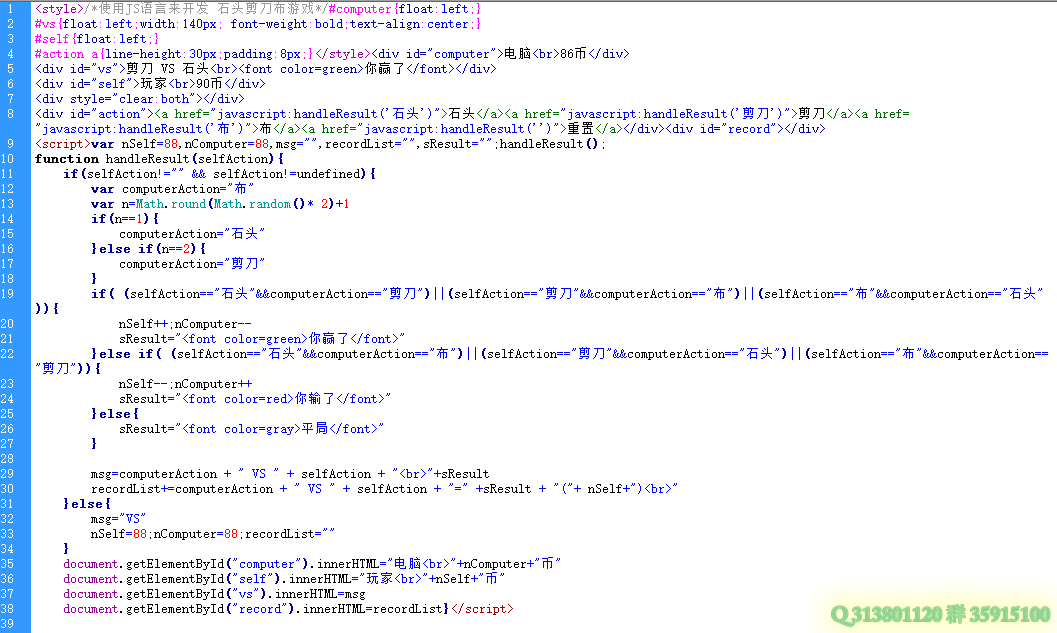 1 <style>/*使用JS语言来开发 石头剪刀布游戏*/#computer{float:left;}
2 #vs{float:left;width:140px; font-weight:bold;text-align:center;}
3 #self{float:left;}
4 #action a{line-height:30px;padding:8px;}</style><div id="computer">电脑<br>86币</div>
5 <div id="vs">剪刀 VS 石头<br><font color=green>你赢了</font></div>
6 <div id="self">玩家<br>90币</div>
7 <div style="clear:both"></div>
8 <div id="action"><a href="javascript:handleResult('石头')">石头</a><a href="javascript:handleResult('剪刀')">剪刀</a><a href=
"javascript:handleResult('布')">布</a><a href="javascript:handleResult('')">重置</a></div><div id="record"></div>
9 <script>var nSelf=88,nComputer=88,msg="",recordList="",sResult="";handleResult();
10 function handleResult(selfAction){
11     if(selfAction!="" && selfAction!=undefined){
12         var computerAction="布"
13         var n=Math.round(Math.random()* 2)+1
14         if(n==1){
15             computerAction="石头"
16         }else if(n==2){
17             computerAction="剪刀"
18         }
19         if( (selfAction=="石头"&&computerAction=="剪刀")||(selfAction=="剪刀"&&computerAction=="布")||(selfAction=="布"&&computerAction=="石头"
)){
20             nSelf++;nComputer--
21             sResult="<font color=green>你赢了</font>"
22         }else if( (selfAction=="石头"&&computerAction=="布")||(selfAction=="剪刀"&&computerAction=="石头")||(selfAction=="布"&&computerAction==
"剪刀")){
23             nSelf--;nComputer++
24             sResult="<font color=red>你输了</font>"
25         }else{
26             sResult="<font color=gray>平局</font>"
27         }
28
29         msg=computerAction + " VS " + selfAction + "<br>"+sResult
30         recordList+=computerAction + " VS " + selfAction + "=" +sResult + "("+ nSelf+")<br>"
31     }else{
32         msg="VS"
33         nSelf=88;nComputer=88;recordList=""
34     }
35     document.getElementById("computer").innerHTML="电脑<br>"+nComputer+"币"
36     document.getElementById("self").innerHTML="玩家<br>"+nSelf+"币"
37     document.getElementById("vs").innerHTML=msg
38     document.getElementById("record").innerHTML=recordList}</script>
39
Q313801120 群 35915100